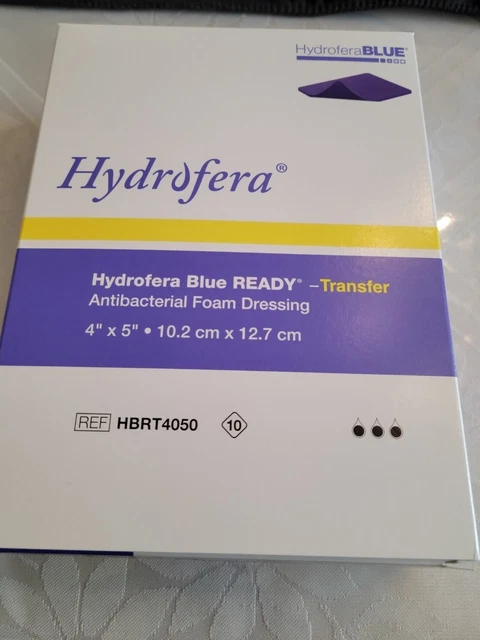 HydroferaBLUE®
Hydrofera®
Hydrofera Blue READY® –Transfer
Antibacterial Foam Dressing
4" x 5" • 10.2 cm x 12.7 cm
REF HBRT4050 10